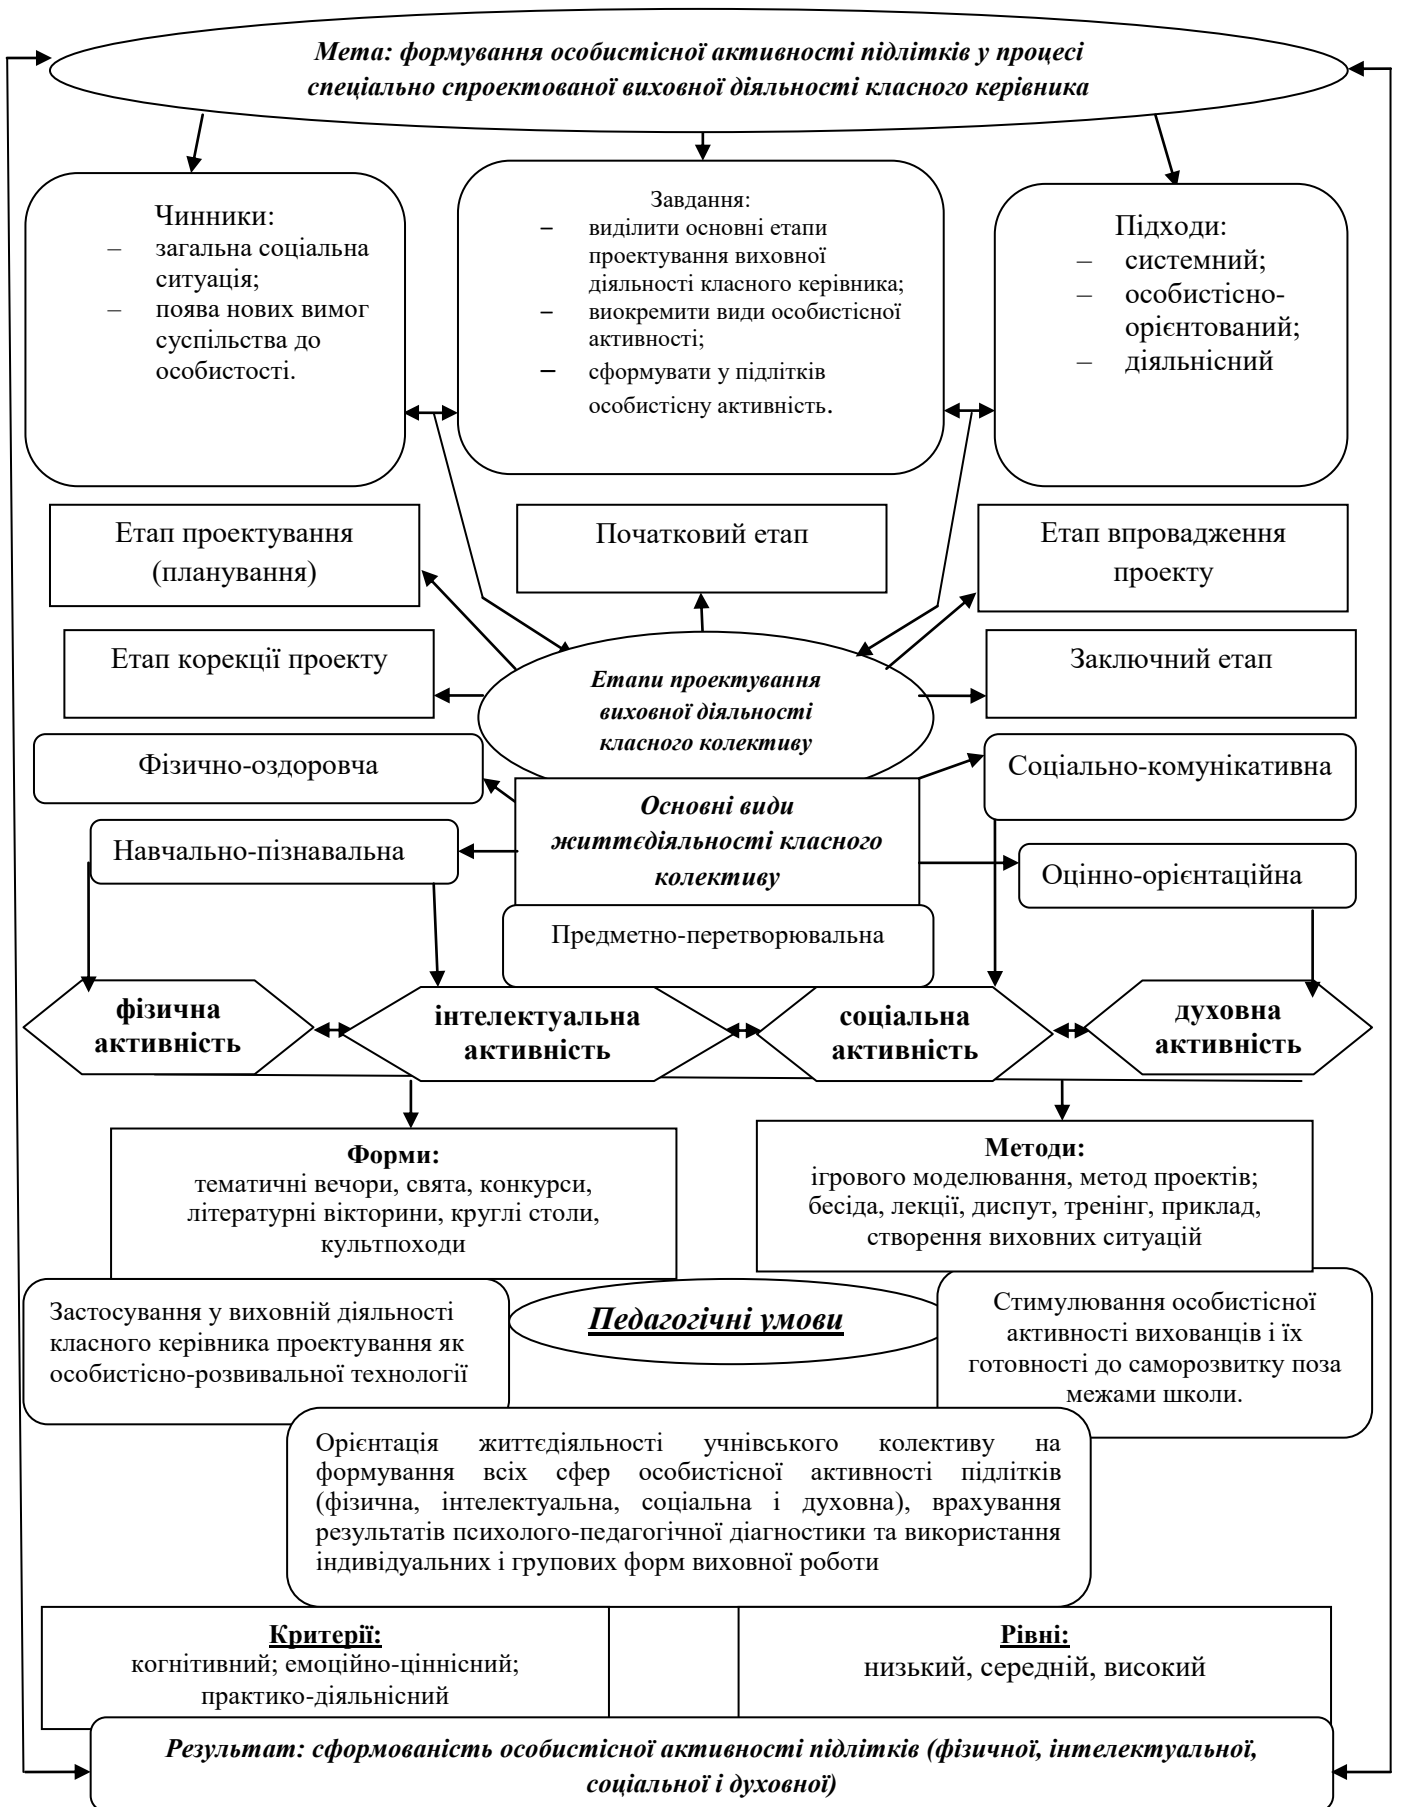 Мета: формування особистісної активності підлітків у процесі
спеціально спроектованої виховної діяльності класного керівника
Чинники:
– загальна соціальна
ситуація;
– поява нових вимог
суспільства до
особистості.
Завдання:
– виділити основні етапи
проектування виховної
діяльності класного керівника;
– виокремити види особистісної
активності;
– сформувати у підлітків
особистісну активність.
Підходи:
– системний;
– особистісно-
орієнтований;
– діяльнісний
Етап проектування
(планування)
Початковий етап
Етап впровадження
проекту
Етап корекції проекту
Етапи проектування
виховної діяльності
класного колективу
Заключний етап
Фізично-оздоровча
Соціально-комунікативна
Основні види
життєдіяльності класного
колективу
Навчально-пізнавальна
Оцінно-орієнтаційна
Предметно-перетворювальна
фізична
активність
інтелектуальна
активність
соціальна
активність
духовна
активність
Форми:
тематичні вечори, свята, конкурси,
літературні вікторини, круглі столи,
культпоходи
Методи:
ігрового моделювання, метод проектів;
бесіда, лекції, диспут, тренінг, приклад,
створення виховних ситуацій
Застосування у виховній діяльності
класного керівника проектування як
особистісно-розвивальної технології
Педагогічні умови
Стимулювання особистісної
активності вихованців і їх
готовності до саморозвитку поза
межами школи.
Орієнтація життєдіяльності учнівського колективу на
формування всіх сфер особистісної активності підлітків
(фізична, інтелектуальна, соціальна і духовна), врахування
результатів психолого-педагогічної діагностики та використання
індивідуальних і групових форм виховної роботи
Критерії:
когнітивний; емоційно-ціннісний;
практико-діяльнісний
Рівні:
низький, середній, високий
Результат: сформованість особистісної активності підлітків (фізичної, інтелектуальної,
соціальної і духовної)